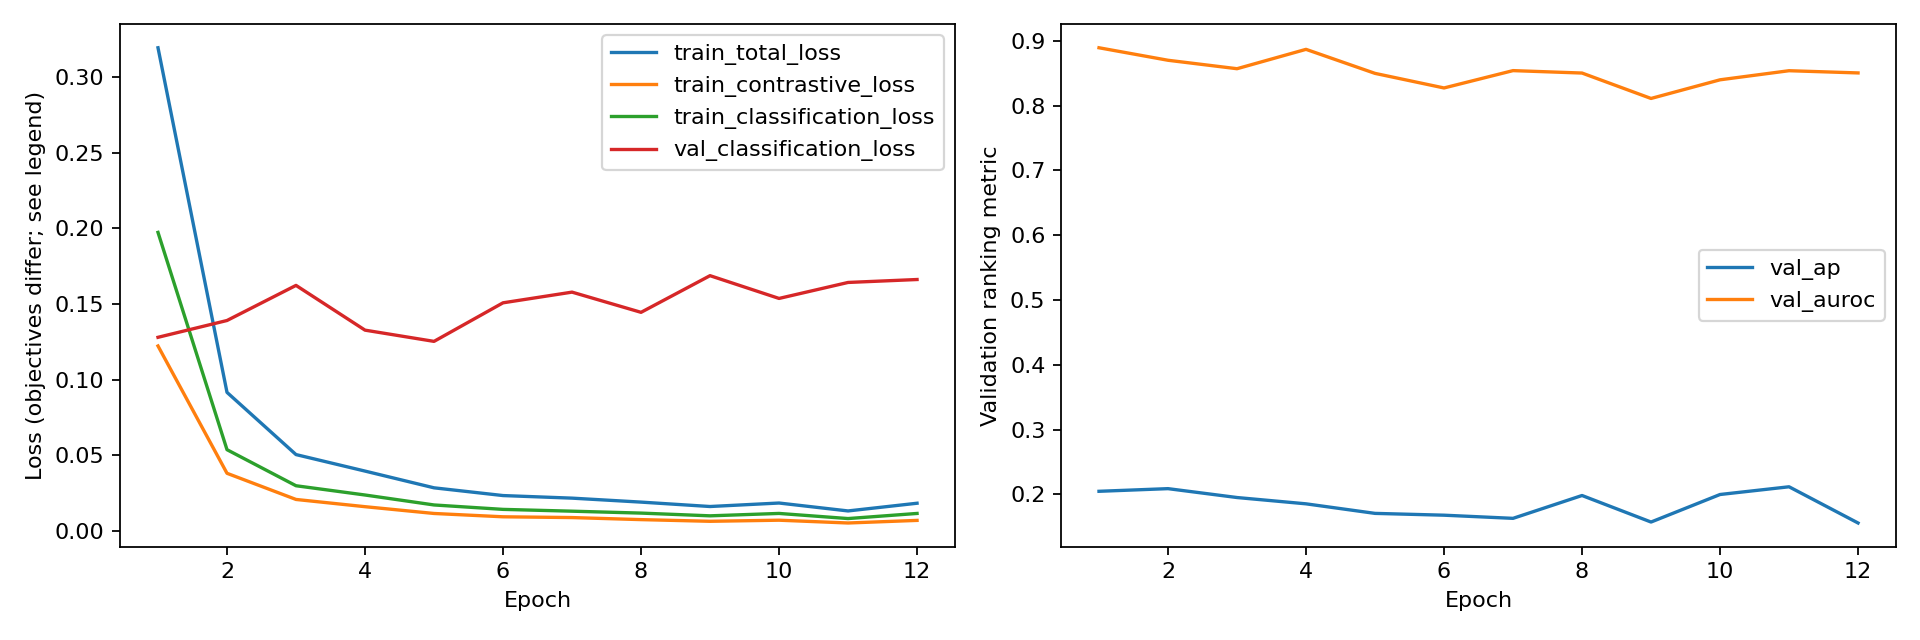 Loss (objectives differ; see legend)
0.30
0.25
0.20
0.15
0.10
0.05
0.00
train_total_loss
train_contrastive_loss
train_classification_loss
val_classification_loss
2 4 6 8 10 12
Epoch
Validation ranking metric
0.9
0.8
0.7
0.6
0.5
0.4
0.3
0.2
val_ap
val_auroc
2 4 6 8 10 12
Epoch